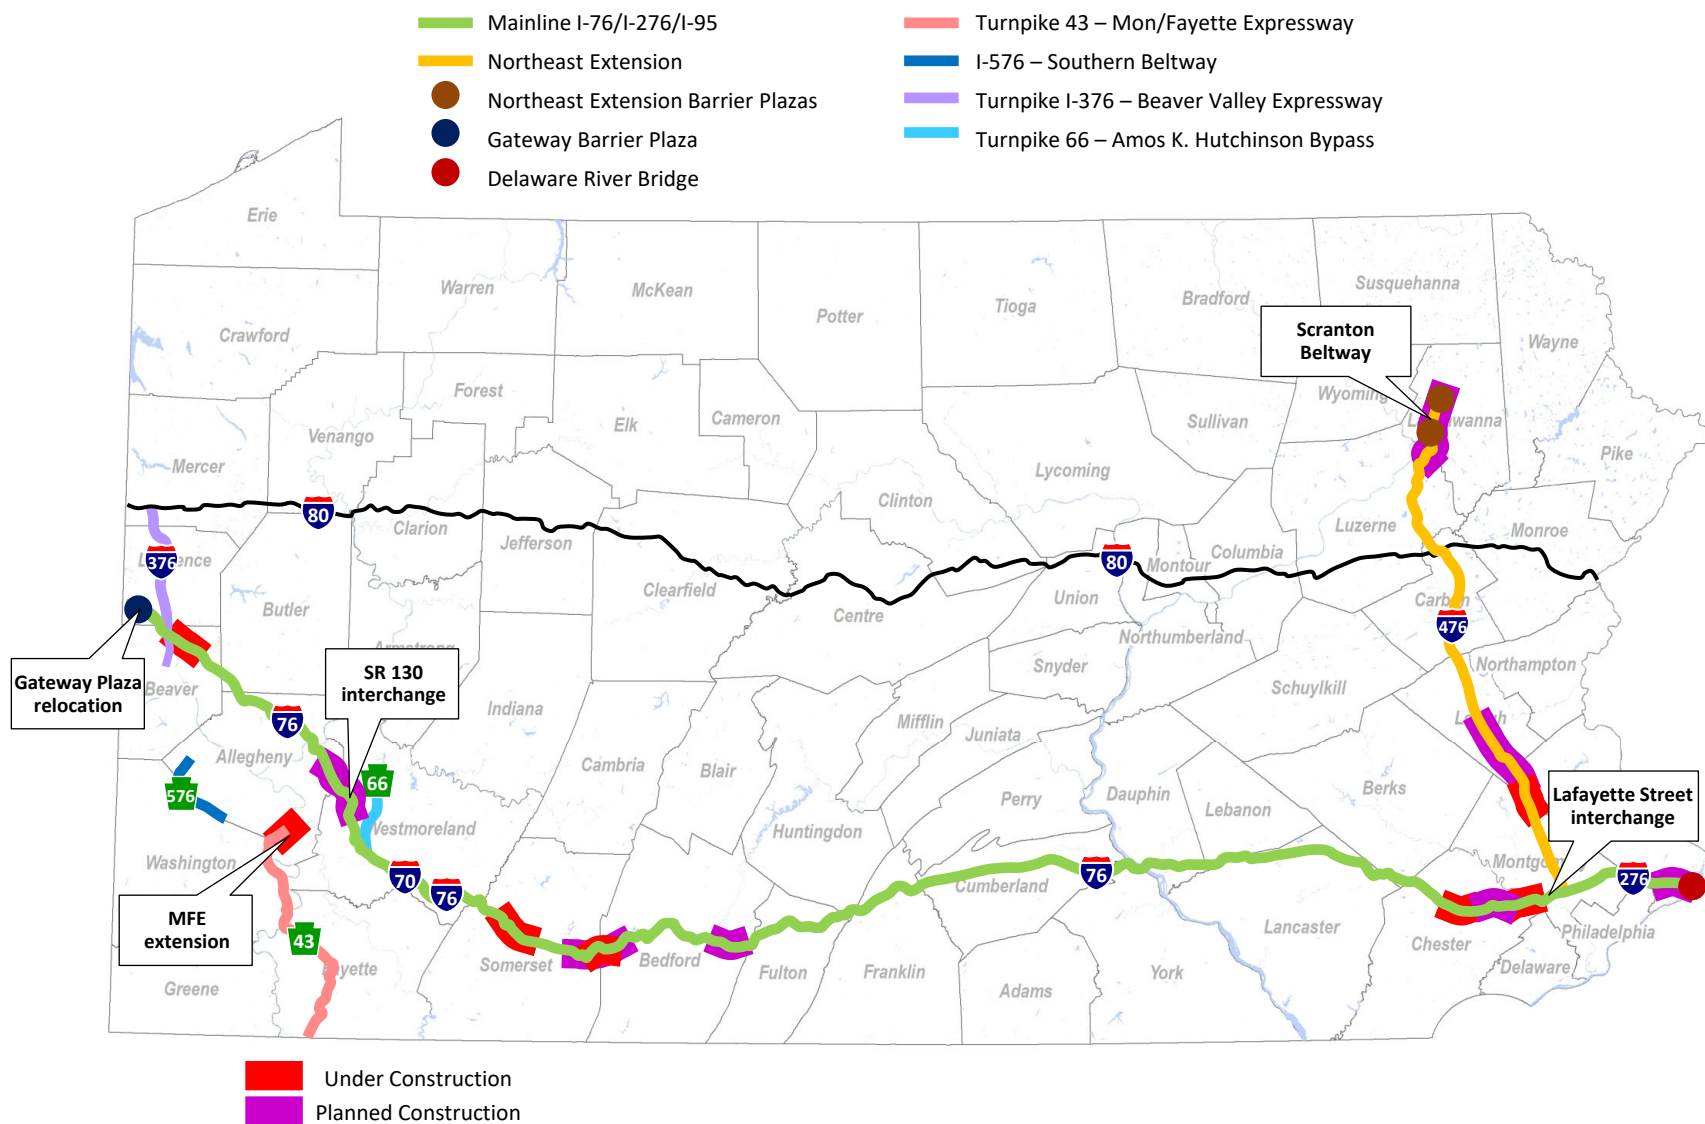 Mainline I-76/I-276/I-95
Northeast Extension
Northeast Extension Barrier Plazas
Gateway Barrier Plaza
Delaware River Bridge
Turnpike 43 – Mon/Fayette Expressway
I-576 – Southern Beltway
Turnpike I-376 – Beaver Valley Expressway
Turnpike 66 – Amos K. Hutchinson Bypass
Erie
Warren
McKean
Potter
Tioga
Bradford
Susquehanna
Wayne
Crawford
Scranton
Beltway
Forest
Elk
Cameron
Sullivan
Wyoming
Venango
Mercer
Lycoming
Pike
Clinton
80
Clarion
Jefferson
Luzerne
Monroe
Columbia
Montour
80
376
Clearfield
Butler
Centre
Union
476
Northumberland
Snyder
Northampton
Schuylkill
Gateway Plaza
relocation
Beaver
SR 130
interchange
Indiana
76
Mifflin
Juniata
Allegheny
Cambria
Blair
66
576
Perry
Dauphin
Lebanon
Berks
Lafayette Street
interchange
Westmoreland
Huntingdon
Washington
70
76
76
Cumberland
276
MFE
extension
43
Lancaster
Chester
Philadelphia
Somerset
Bedford
Fulton
Franklin
Adams
York
Delaware
Greene
Under Construction
Planned Construction